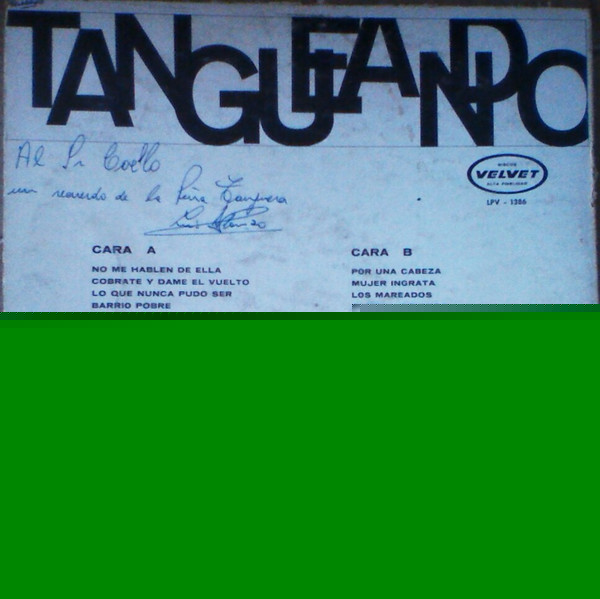 TANGUEANDO
Al Sr Coello
un recuerdo de la Peña Tanguera
DISCOS
VELVET
ALTA FIDELIDAD
LPV - 1386
CARA A
NO ME HABLEN DE ELLA
COBRATE Y DAME EL VUELTO
LO QUE NUNCA PUDO SER
BARRIO POBRE
CARA B
POR UNA CABEZA
MUJER INGRATA
LOS MAREADOS